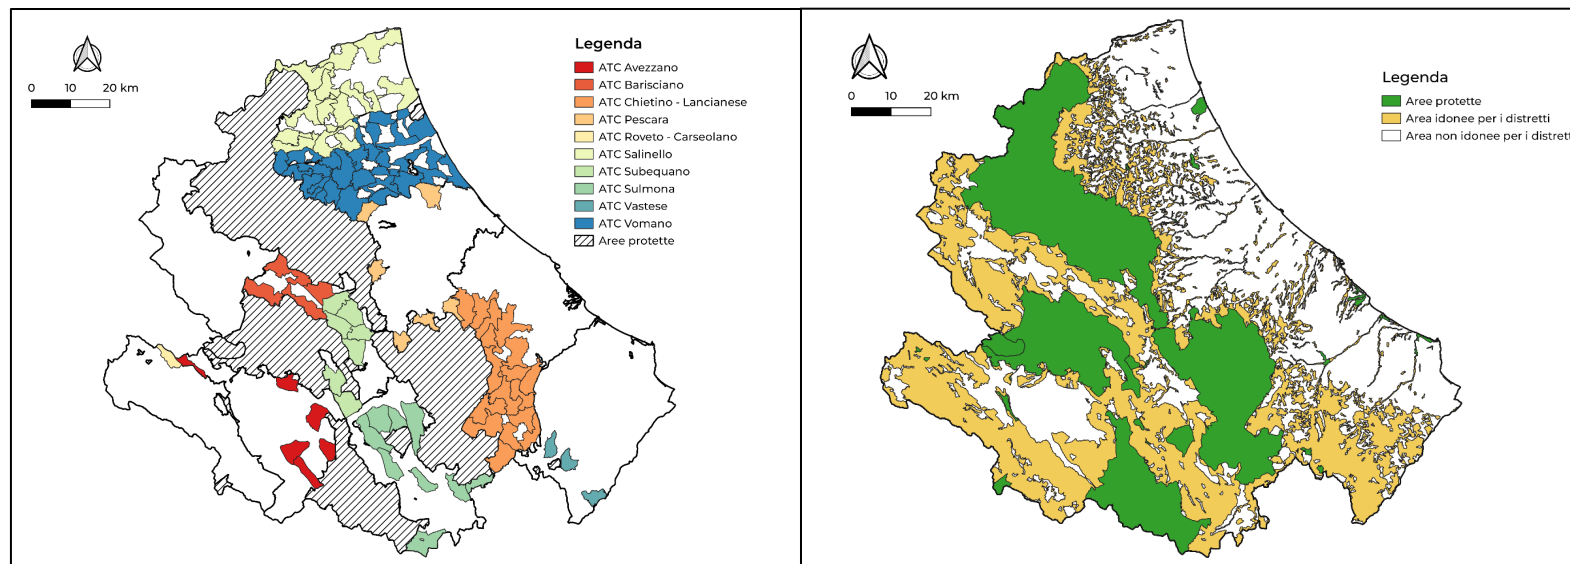 Legenda
ATC Avezzano
ATC Barisciano
ATC Chietino - Lancianese
ATC Pescara
ATC Roveto - Carseolano
ATC Salinello
ATC Subequano
ATC Sulmona
ATC Vastese
ATC Vomano
Aree protette
0 10 20 km
Legenda
Aree protette
Area idonee per i distretti
Area non idonee per i distrett
0 10 20 km